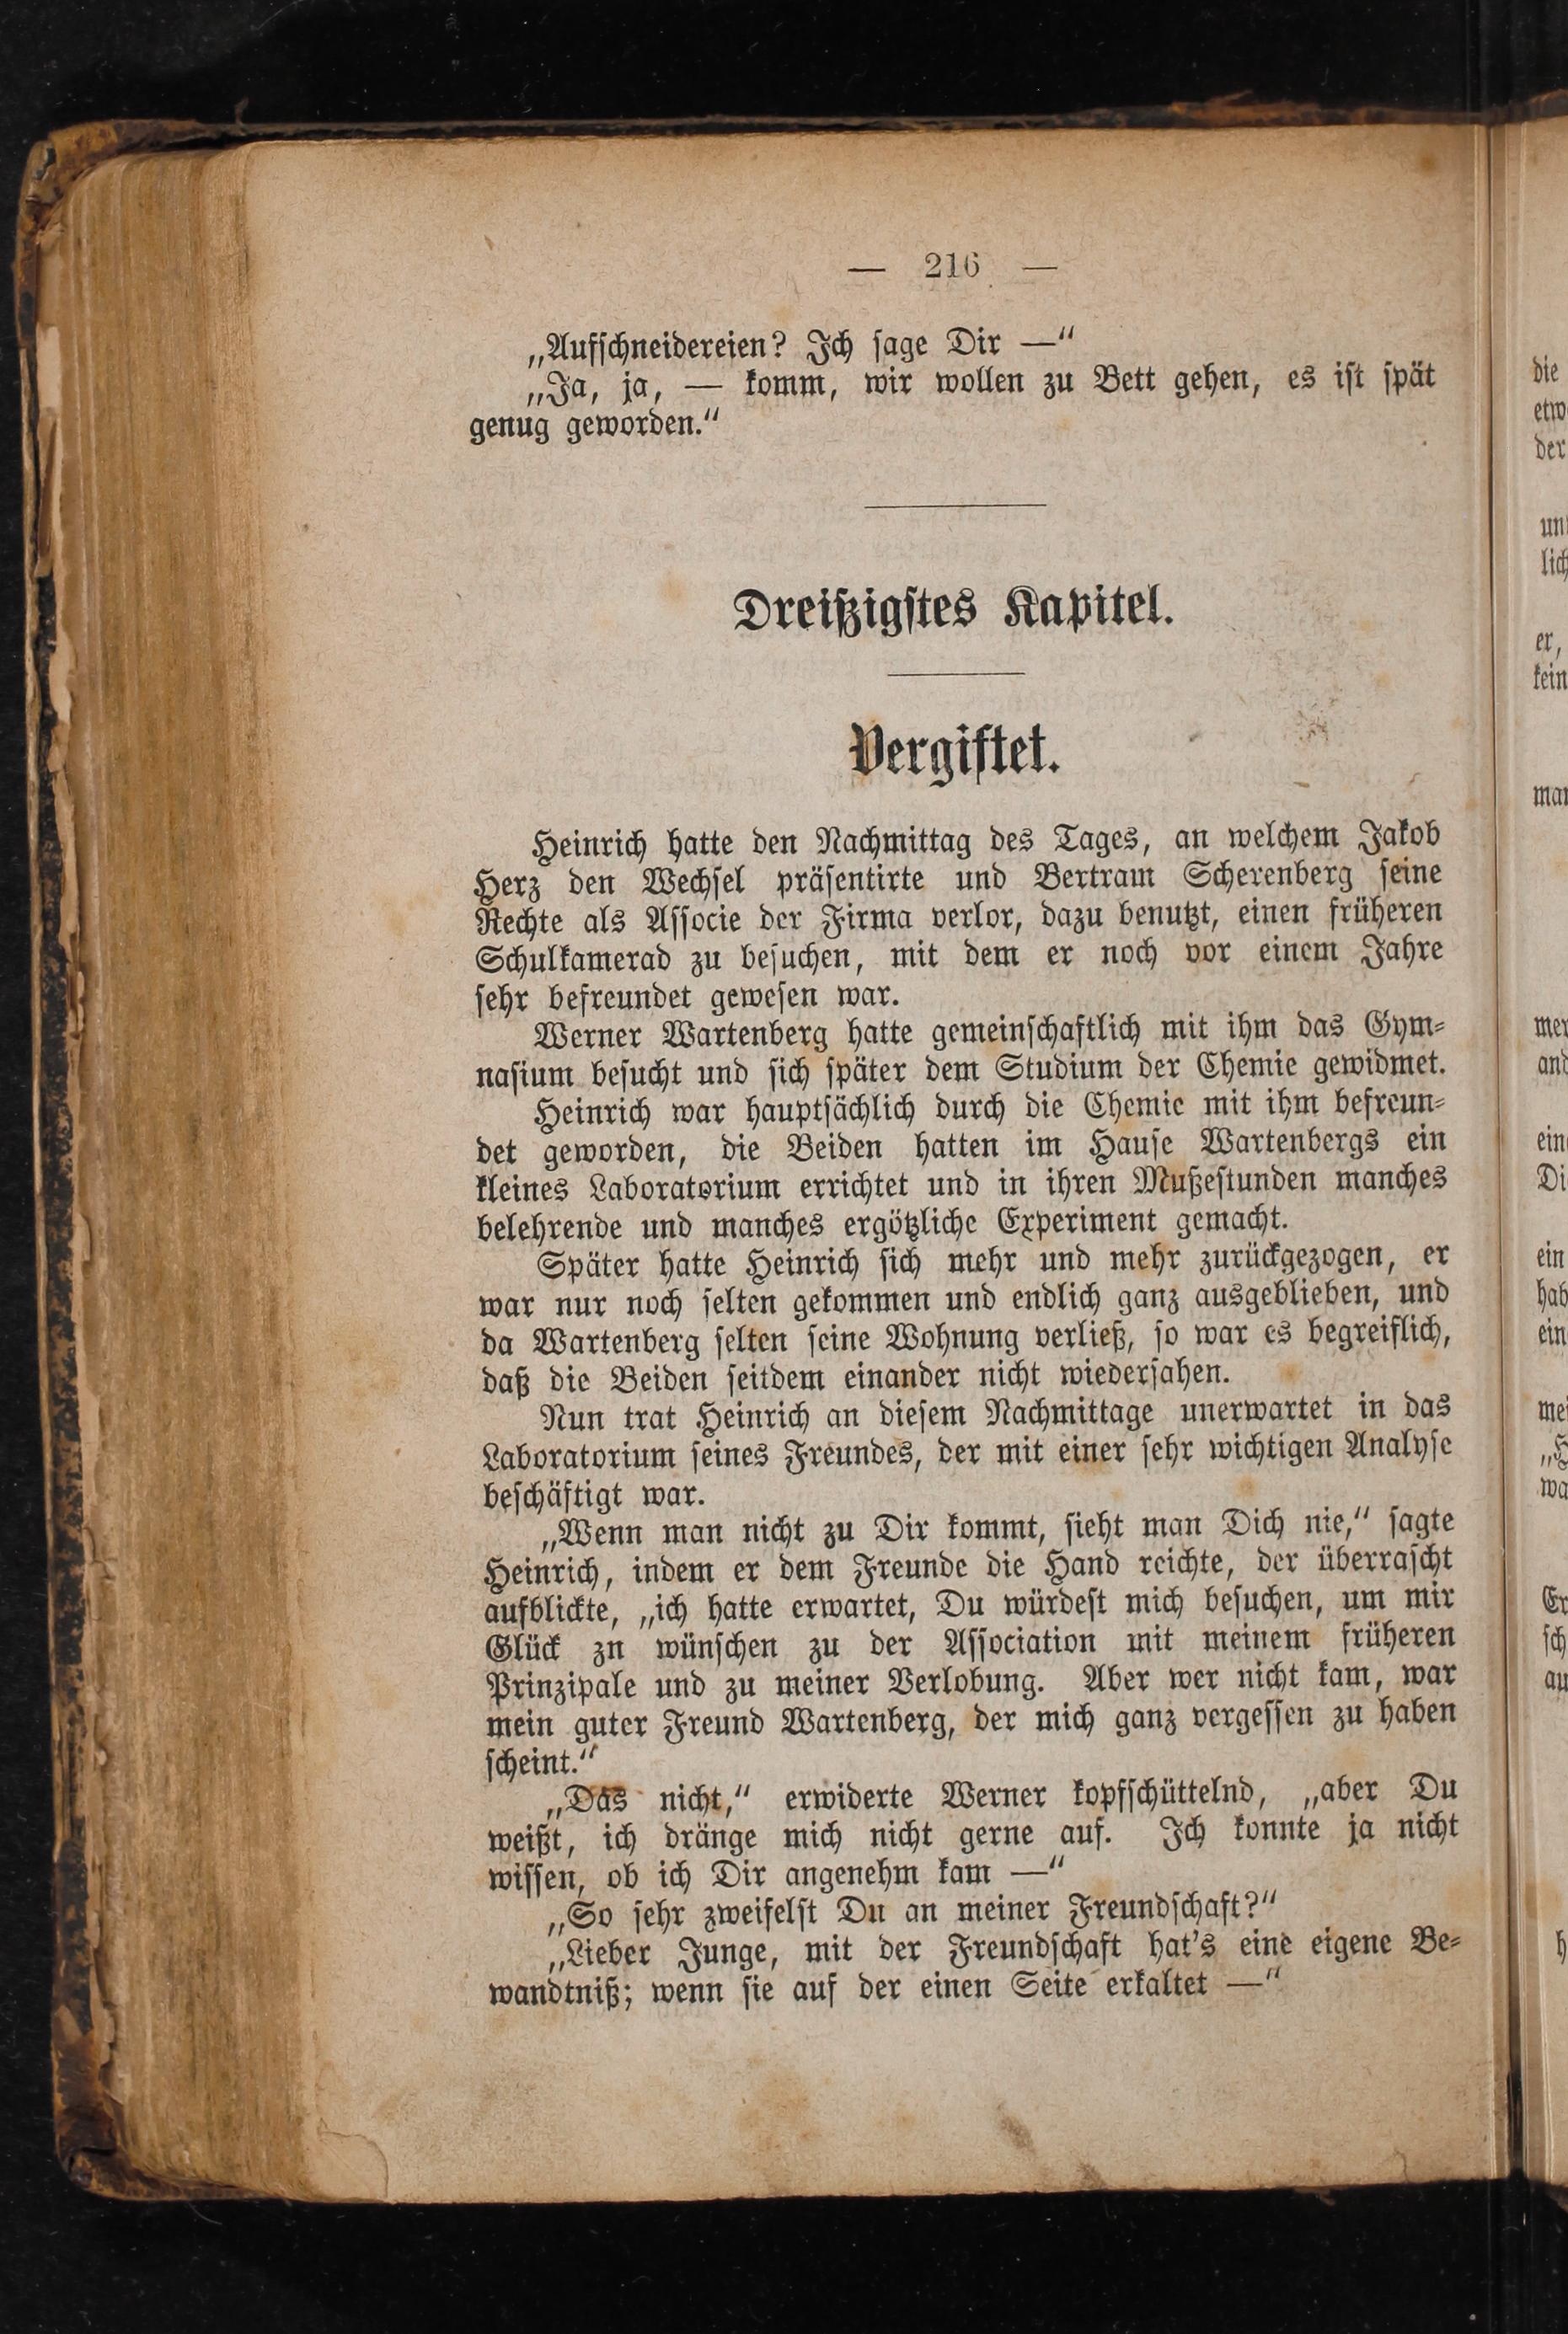 — 216 —
„Aufschneidereien? Ich sage Dir —“
„Ja, ja, — komm, wir wollen zu Bett gehen, es ist spät
genug geworden.“
Dreißigstes Kapitel.
Vergiftet.
Heinrich hatte den Nachmittag des Tages, an welchem Jakob
Herz den Wechsel präsentirte und Bertram Scherenberg seine
Rechte als Associe der Firma verlor, dazu benutzt, einen früheren
Schulkamerad zu besuchen, mit dem er noch vor einem Jahre
sehr befreundet gewesen war.
Werner Wartenberg hatte gemeinschaftlich mit ihm das Gym-
nasium besucht und sich später dem Studium der Chemie gewidmet.
Heinrich war hauptsächlich durch die Chemie mit ihm befreun-
det geworden, die Beiden hatten im Hause Wartenbergs ein
kleines Laboratorium errichtet und in ihren Mußestunden manches
belehrende und manches ergötzliche Experiment gemacht.
Später hatte Heinrich sich mehr und mehr zurückgezogen, er
war nur noch selten gekommen und endlich ganz ausgeblieben, und
da Wartenberg selten seine Wohnung verließ, so war es begreiflich,
daß die Beiden seitdem einander nicht wiedersahen.
Nun trat Heinrich an diesem Nachmittage unerwartet in das
Laboratorium seines Freundes, der mit einer sehr wichtigen Analyse
beschäftigt war.
„Wenn man nicht zu Dir kommt, sieht man Dich nie,“ sagte
Heinrich, indem er dem Freunde die Hand reichte, der überrascht
aufblickte, „ich hatte erwartet, Du würdest mich besuchen, um mir
Glück zn wünschen zu der Association mit meinem früheren
Prinzipale und zu meiner Verlobung. Aber wer nicht kam, war
mein guter Freund Wartenberg, der mich ganz vergessen zu haben
scheint.“
„Das nicht,“ erwiderte Werner kopfschüttelnd, „aber Du
weißt, ich dränge mich nicht gerne auf. Ich konnte ja nicht
wissen, ob ich Dir angenehm kam —“
„So sehr zweifelst Du an meiner Freundschaft?“
„Lieber Junge, mit der Freundschaft hat's eine eigene Be-
wandtniß; wenn sie auf der einen Seite erkaltet —“